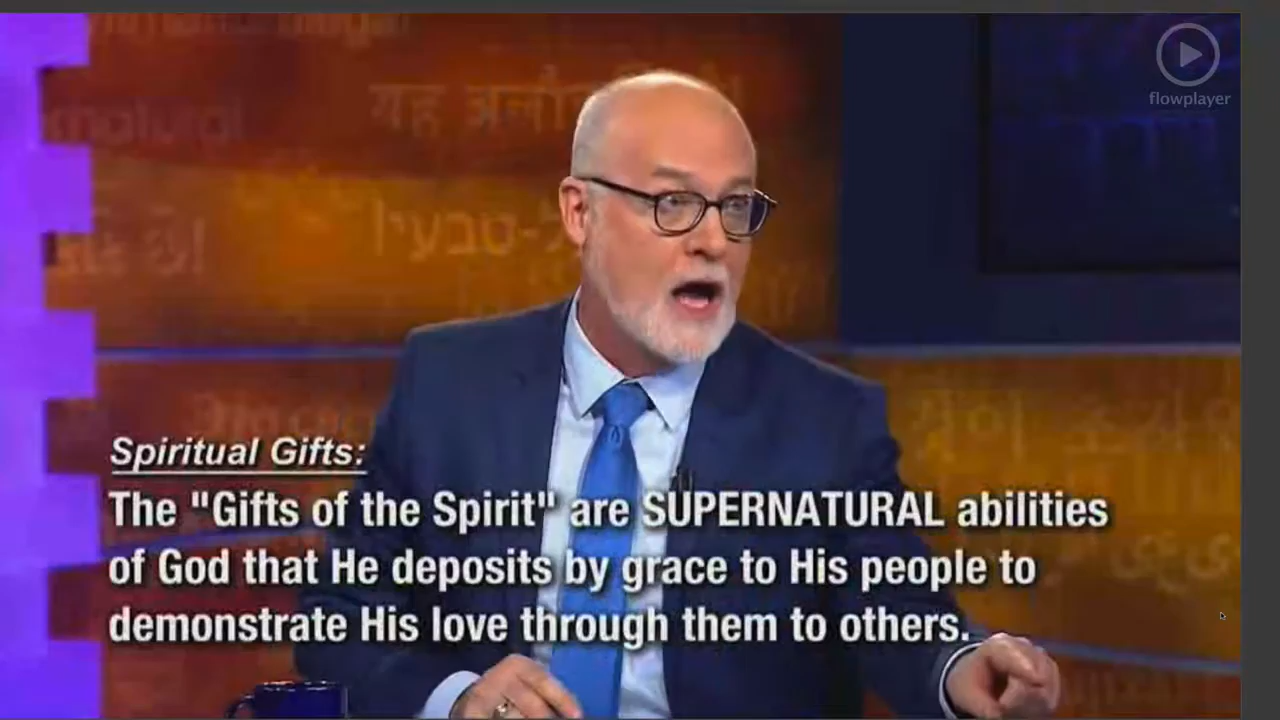 flowplayer
Spiritual Gifts:
The "Gifts of the Spirit" are SUPERNATURAL abilities
of God that He deposits by grace to His people to
demonstrate His love through them to others.